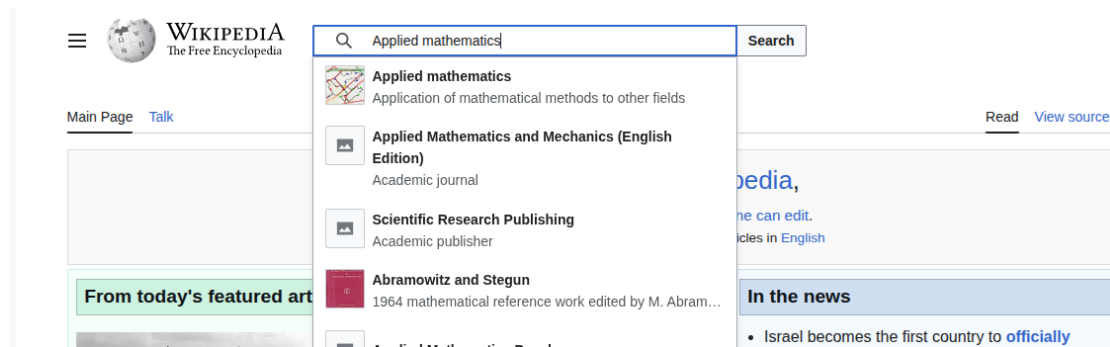 WIKIPEDIA
The Free Encyclopedia
Applied mathematics
Search
Main Page Talk
Read View source
Applied mathematics
Application of mathematical methods to other fields
Applied Mathematics and Mechanics (English
Edition)
Academic journal
Scientific Research Publishing
Academic publisher
Abramowitz and Stegun
1964 mathematical reference work edited by M. Abram…
pedia,
ne can edit.
icles in English
From today's featured art
In the news
Israel becomes the first country to officially